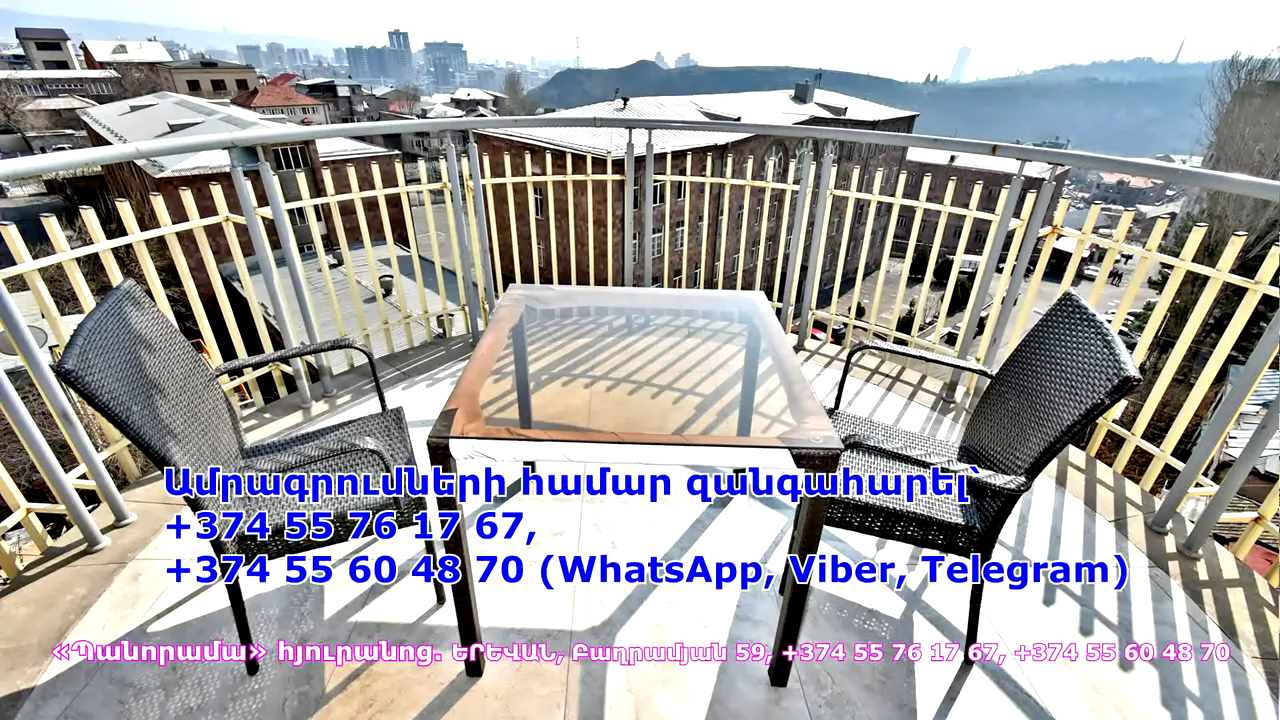 Ամրագրումների համար զանգահարել՝
+374 55 76 17 67,
+374 55 60 48 70 (WhatsApp, Viber, Telegram)
«Պանորամա» հյուրանոց. ԵՐԵՎԱՆ, Բաղրամյան 59, +374 55 76 17 67, +374 55 60 48 70